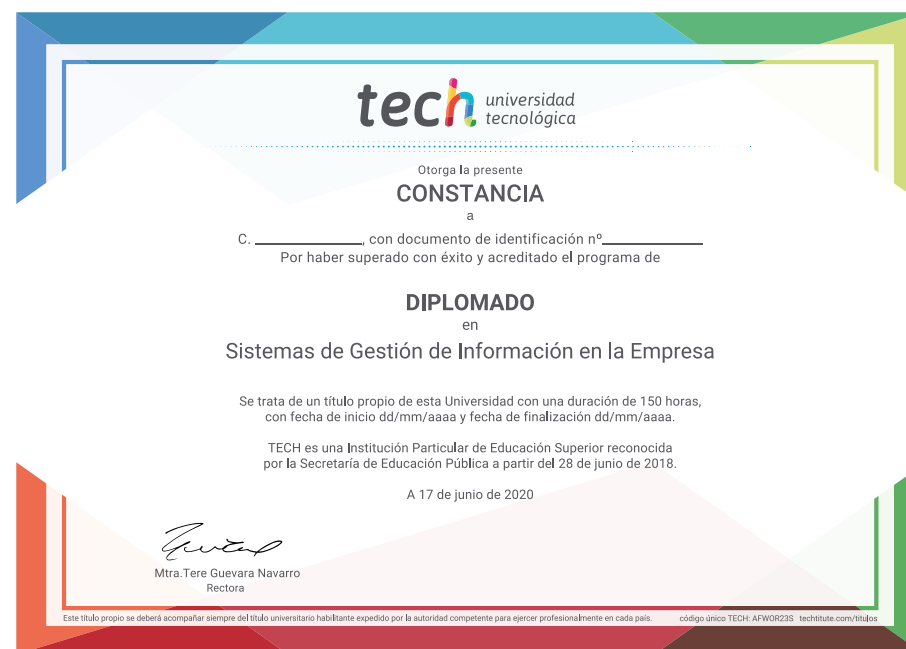 tech universidad
tecnológica
Otorga la presente
CONSTANCIA
a
C. ______________, con documento de identificación nº_____________
Por haber superado con éxito y acreditado el programa de
DIPLOMADO
en
Sistemas de Gestión de Información en la Empresa
Se trata de un título propio de esta Universidad con una duración de 150 horas,
con fecha de inicio dd/mm/aaaa y fecha de finalización dd/mm/aaaa.
TECH es una Institución Particular de Educación Superior reconocida
por la Secretaría de Educación Pública a partir del 28 de junio de 2018.
A 17 de junio de 2020
Mtra.Tere Guevara Navarro
Rectora
Este título propio se deberá acompañar siempre del título universitario habilitante expedido por la autoridad competente para ejercer profesionalmente en cada país. código único TECH: AFWOR23S techtitute.com/titulos